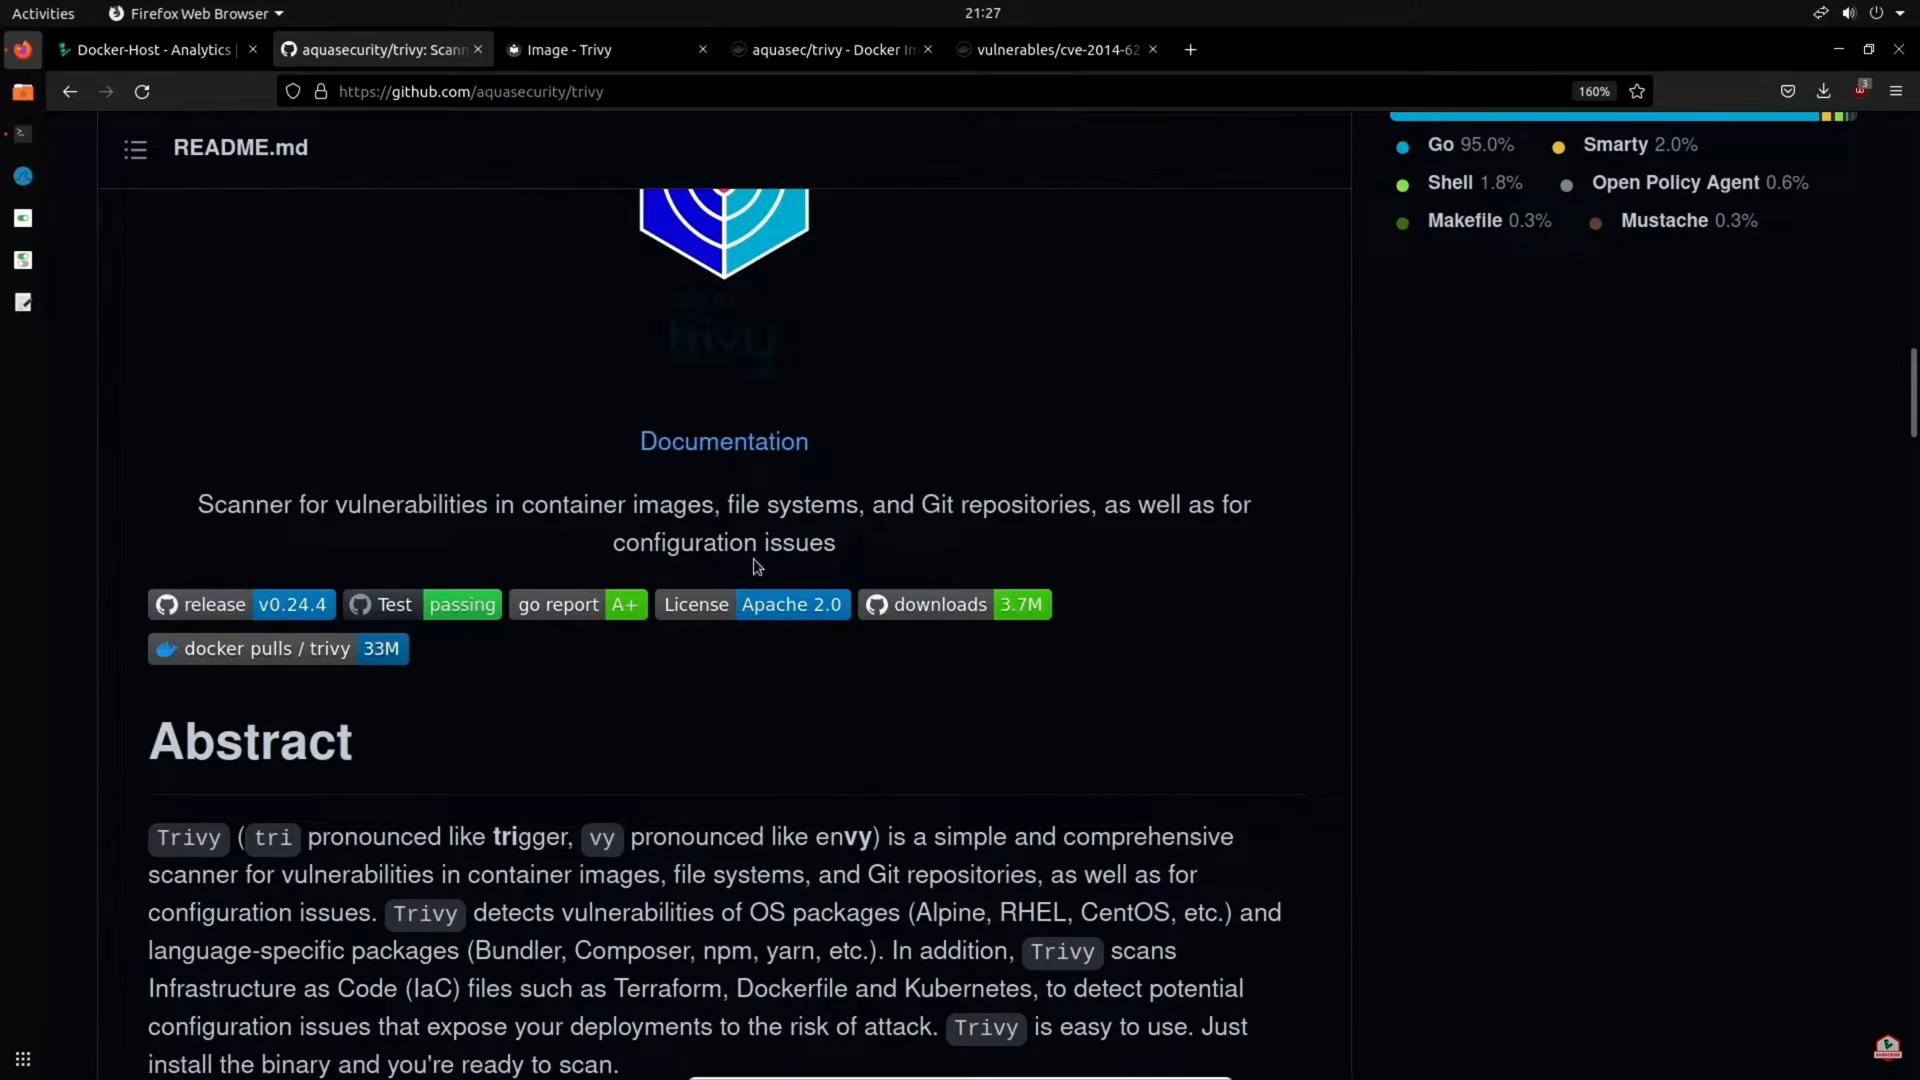 Activities
Firefox Web Browser
21:27
Docker-Host - Analytics |
aquasecurity/trivy: Scann
Image - Trivy
aquasec/trivy - Docker Im
vulnerables/cve-2014-62
https://github.com/aquasecurity/trivy
160%
3
README.md
Go 95.0%
Smarty 2.0%
Shell 1.8%
Open Policy Agent 0.6%
Makefile 0.3%
Mustache 0.3%
aqua
trivy
Documentation
Scanner for vulnerabilities in container images, file systems, and Git repositories, as well as for
configuration issues
release v0.24.4
Test passing
go report A+
License Apache 2.0
downloads 3.7M
docker pulls / trivy 33M
Abstract
Trivy (tri pronounced like trigger, vy pronounced like envy) is a simple and comprehensive
scanner for vulnerabilities in container images, file systems, and Git repositories, as well as for
configuration issues. Trivy detects vulnerabilities of OS packages (Alpine, RHEL, CentOS, etc.) and
language-specific packages (Bundler, Composer, npm, yarn, etc.). In addition, Trivy scans
Infrastructure as Code (IaC) files such as Terraform, Dockerfile and Kubernetes, to detect potential
configuration issues that expose your deployments to the risk of attack. Trivy is easy to use. Just
install the binary and you're ready to scan.